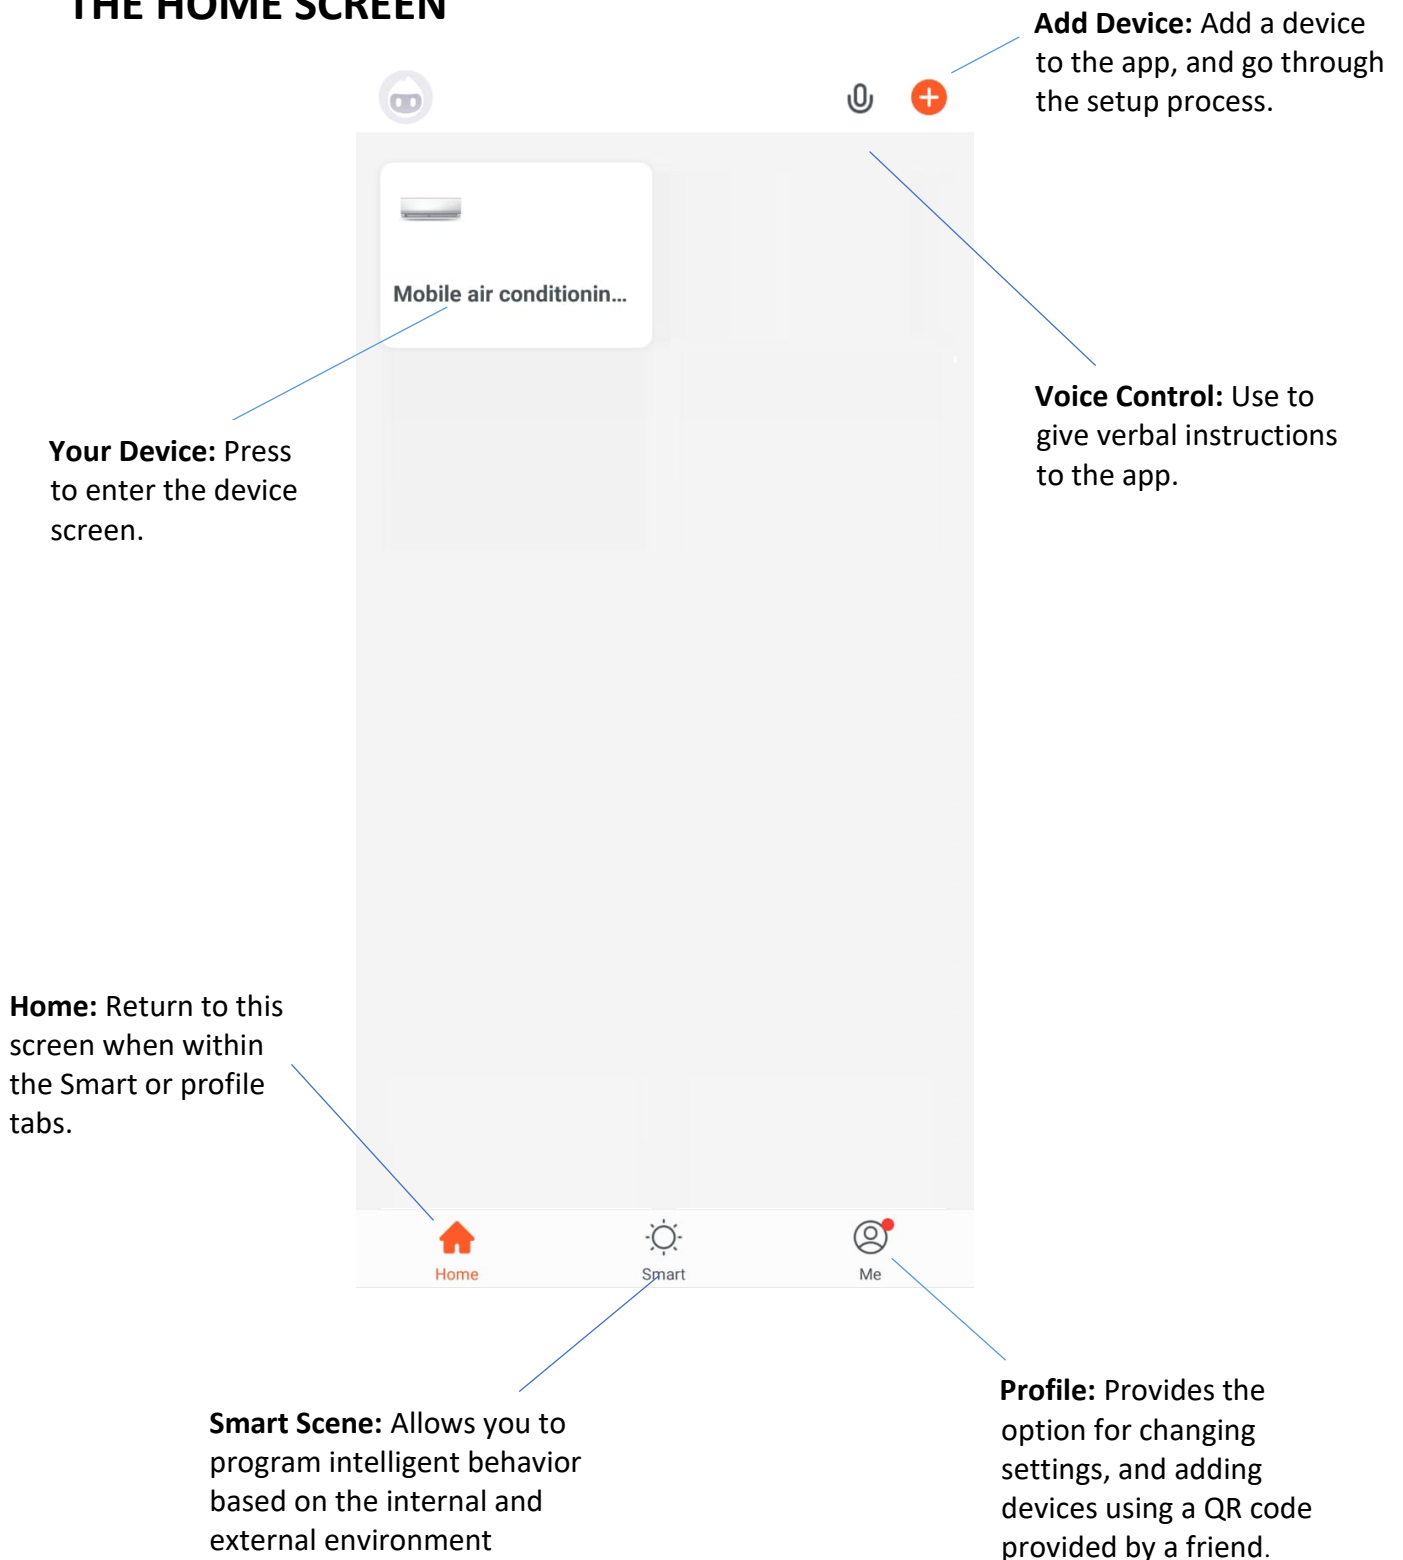 THE HOME SCREEN
Add Device: Add a device
to the app, and go through
the setup process.
Mobile air conditionin...
Voice Control: Use to
give verbal instructions
to the app.
Your Device: Press
to enter the device
screen.
Home: Return to this
screen when within
the Smart or profile
tabs.
Home
Smart
Me
Smart Scene: Allows you to
program intelligent behavior
based on the internal and
external environment
Profile: Provides the
option for changing
settings, and adding
devices using a QR code
provided by a friend.